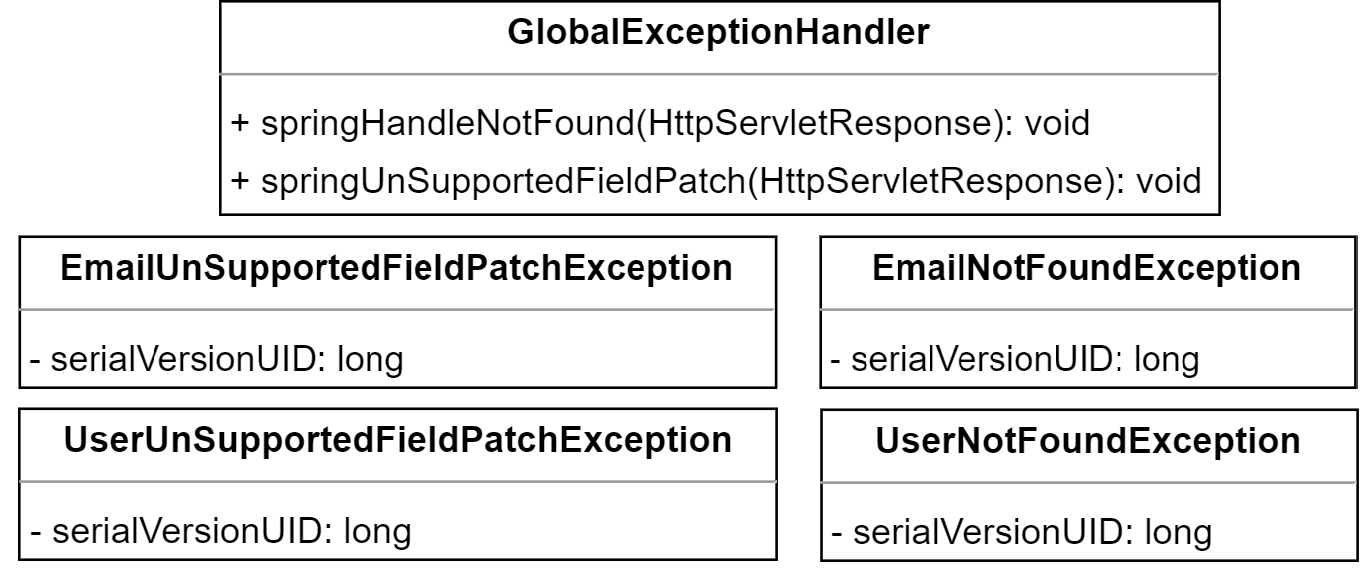 GlobalExceptionHandler
+ springHandleNotFound(HttpServletResponse): void
+ springUnSupportedFieldPatch(HttpServletResponse): void
EmailUnSupportedFieldPatchException
- serialVersionUID: long
EmailNotFoundException
- serialVersionUID: long
UserUnSupportedFieldPatchException
- serialVersionUID: long
UserNotFoundException
- serialVersionUID: long